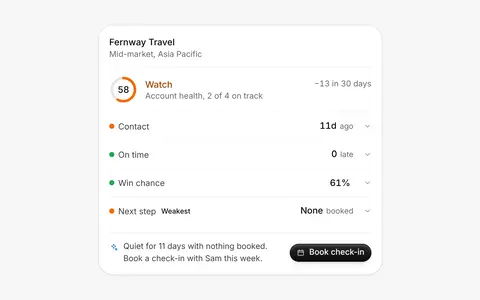 Fernway Travel
Mid-market, Asia Pacific
58
Watch
−13 in 30 days
Account health, 2 of 4 on track
Contact 11d ago
On time 0 late
Win chance 61%
Next step Weakest None booked
Quiet for 11 days with nothing booked.
Book a check-in with Sam this week.
Book check-in